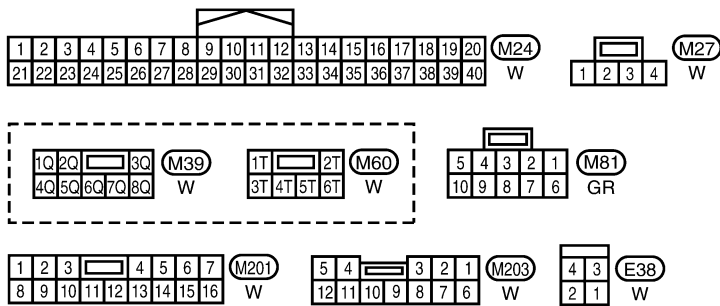 1 2 3 4 5 6 7 8 9 10 11 12 13 14 15 16 17 18 19 20 M24
21 22 23 24 25 26 27 28 29 30 31 32 33 34 35 36 37 38 39 40 W
1 2 3 4 M27
W
1Q 2Q 3Q M39
4Q 5Q 6Q 7Q 8Q W
1T 2T M60
3T 4T 5T 6T W
5 4 3 2 1 M81
10 9 8 7 6 GR
1 2 3 4 5 6 7 M201
8 9 10 11 12 13 14 15 16 W
5 4 3 2 1 M203
12 11 10 9 8 7 6 W
4 3 E38
2 1 W